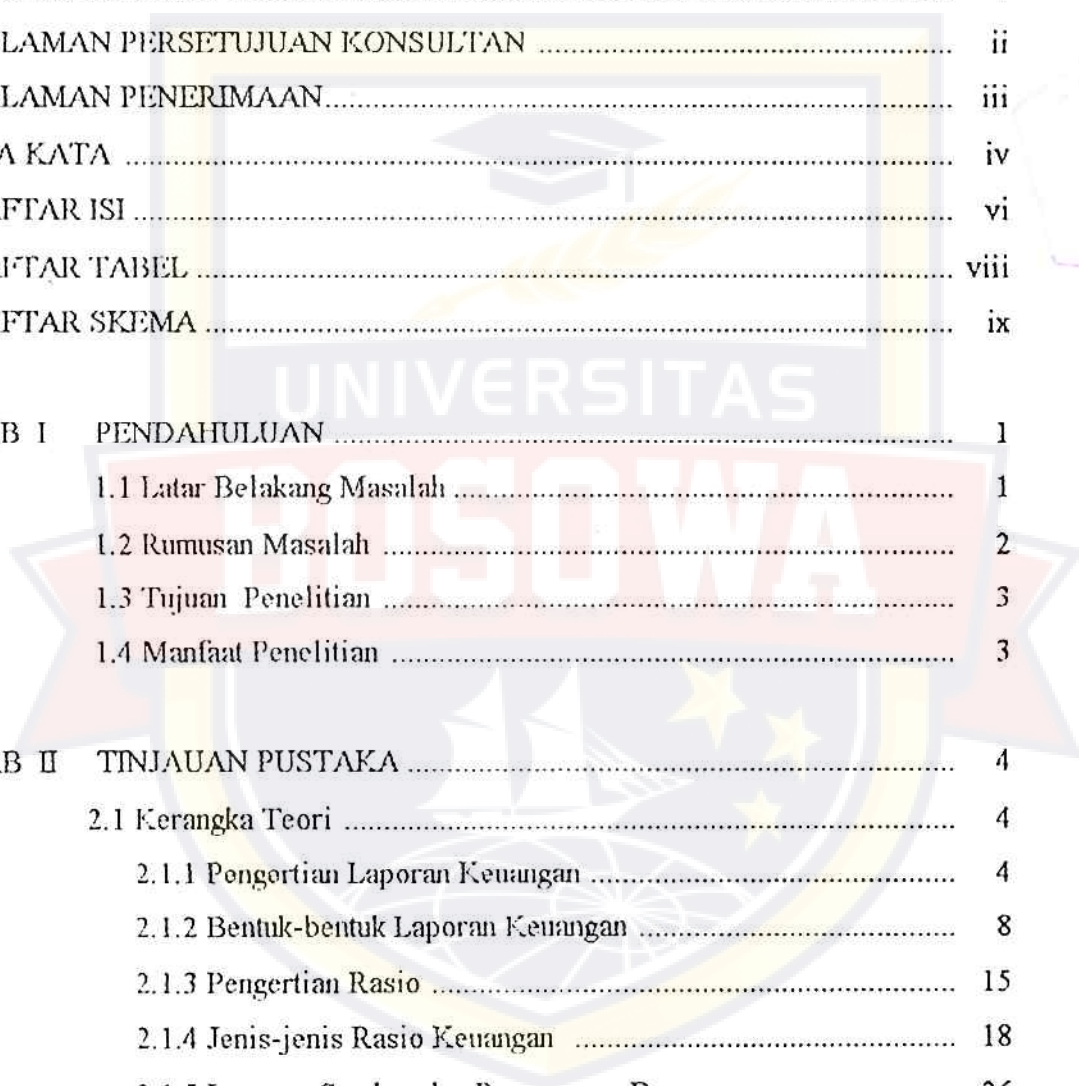 LAMAN PERSETUJUAN KONSULTAN ........ ii
LAMAN PENERIMAAN ........ iii
A KATA ........ iv
FTAR ISI ........ vi
FTAR TABEL ........ viii
FTAR SKEMA ........ ix
UNIVERSITAS
B I PENDAHULUAN ........ 1
BOSOWA
1.1 Latar Belakang Masalah ........ 1
1.2 Rumusan Masalah ........ 2
1.3 Tujuan Penelitian ........ 3
1.4 Manfaat Penelitian ........ 3
B II TINJAUAN PUSTAKA ........ 4
2.1 Kerangka Teori ........ 4
2.1.1 Pengertian Laporan Keuangan ........ 4
2.1.2 Bentuk-bentuk Laporan Keuangan ........ 8
2.1.3 Pengertian Rasio ........ 15
2.1.4 Jenis-jenis Rasio Keuangan ........ 18